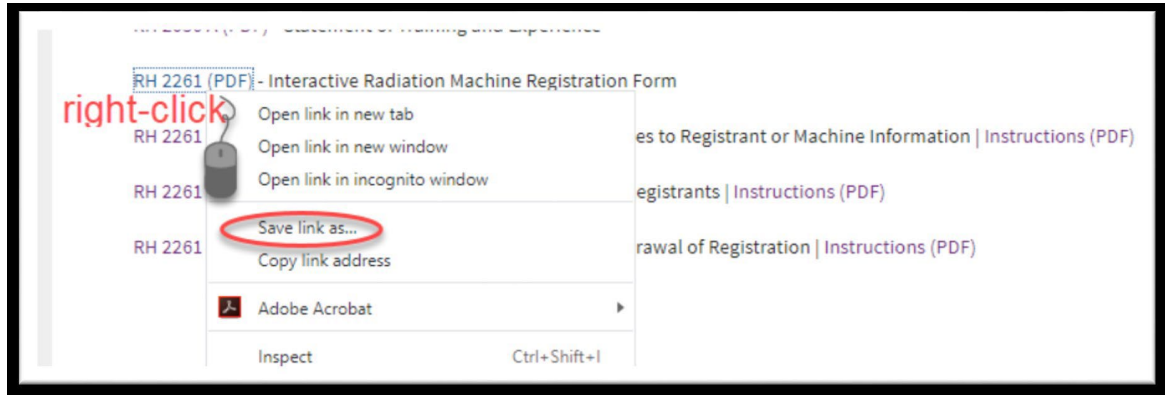 RH 2261 (PDF) - Interactive Radiation Machine Registration Form
right-click
Open link in new tab
RH 2261 es to Registrant or Machine Information | Instructions (PDF)
Open link in new window
Open link in incognito window
RH 2261 egistrants | Instructions (PDF)
Save link as...
RH 2261 rawal of Registration | Instructions (PDF)
Copy link address
Adobe Acrobat
Inspect Ctrl+Shift+I